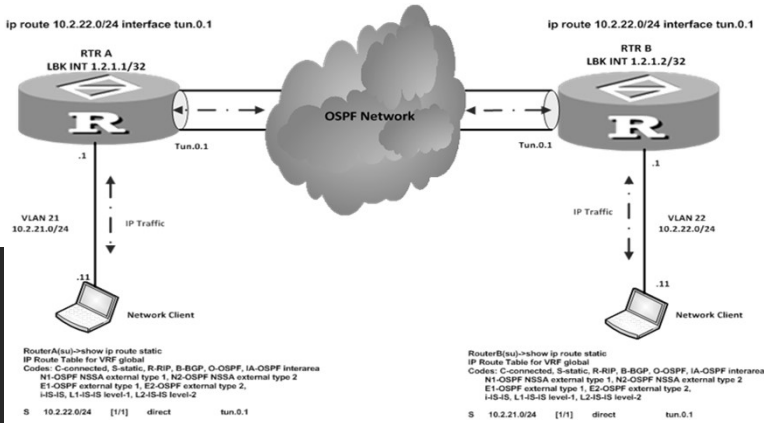 ip route 10.2.22.0/24 interface tun.0.1
ip route 10.2.22.0/24 interface tun.0.1
RTR A
LBK INT 1.2.1.1/32
RTR B
LBK INT 1.2.1.2/32
R
OSPF Network
R
Tun.0.1
Tun.0.1
.1
.1
VLAN 21
10.2.21.0/24
IP Traffic
IP Traffic
VLAN 22
10.2.22.0/24
.11
.11
Network Client
Network Client
RouterA(su)->show ip route static
IP Route Table for VRF global
Codes: C-connected, S-static, R-RIP, B-BGP, O-OSPF, IA-OSPF interarea
N1-OSPF NSSA external type 1, N2-OSPF NSSA external type 2
E1-OSPF external type 1, E2-OSPF external type 2,
i-IS-IS, L1-IS-IS level-1, L2-IS-IS level-2
S 10.2.22.0/24 [1/1] direct tun.0.1
RouterB(su)->show ip route static
IP Route Table for VRF global
Codes: C-connected, S-static, R-RIP, B-BGP, O-OSPF, IA-OSPF interarea
N1-OSPF NSSA external type 1, N2-OSPF NSSA external type 2
E1-OSPF external type 1, E2-OSPF external type 2,
i-IS-IS, L1-IS-IS level-1, L2-IS-IS level-2
S 10.2.21.0/24 [1/1] direct tun.0.1